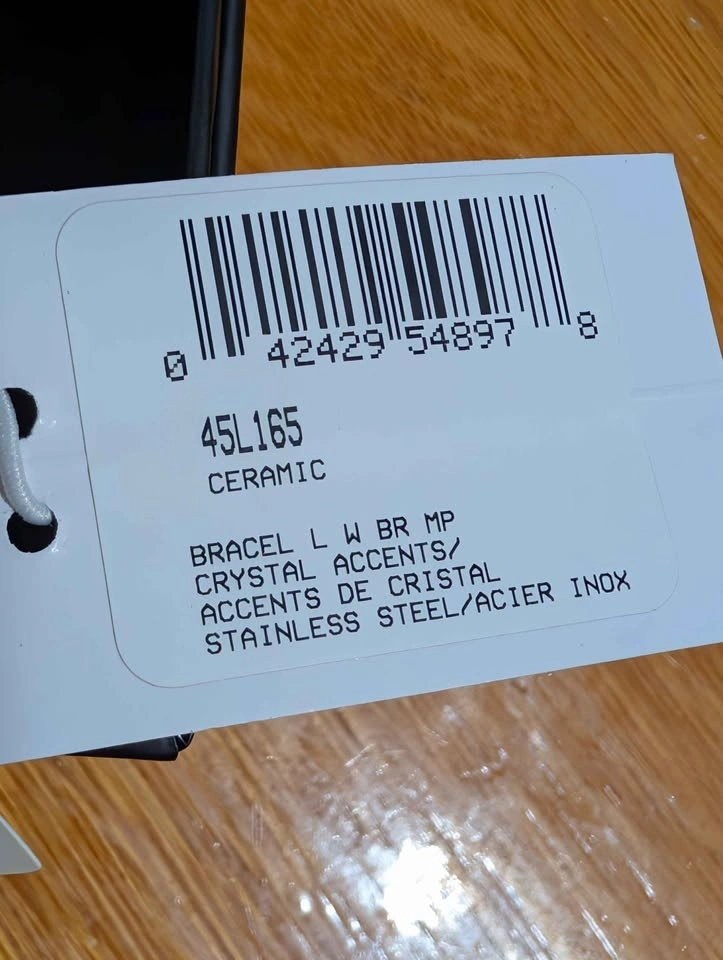 0 42429 54897 8
45L165
CERAMIC
BRACEL L W BR MP
CRYSTAL ACCENTS/
ACCENTS DE CRISTAL
STAINLESS STEEL/ACIER INOX